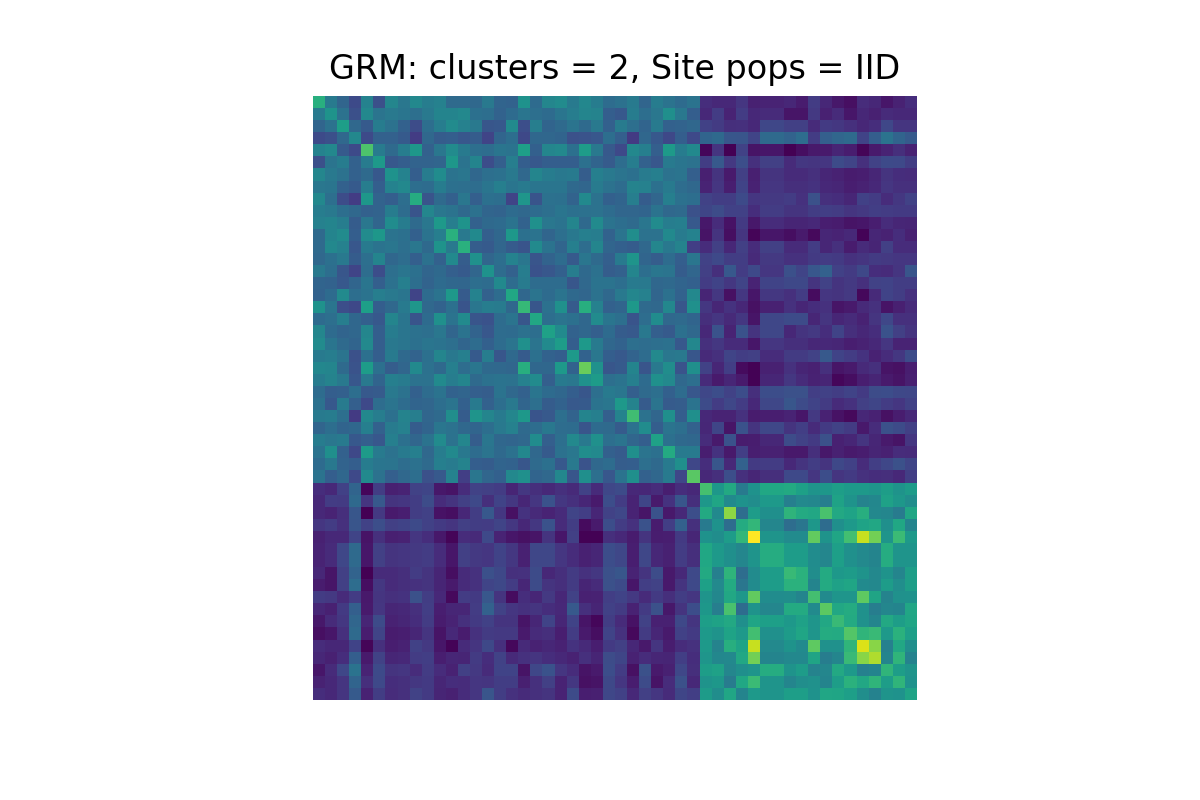 GRM: clusters = 2, Site pops = IID